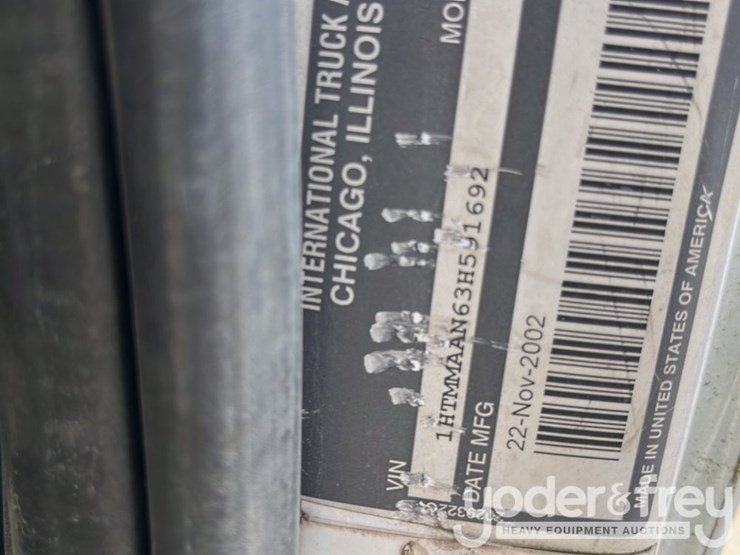 INTERNATIONAL TRUCK
CHICAGO, ILLINOIS
VIN 1HTMMAAN63H591692
DATE MFG
22-Nov-2002
MADE IN UNITED STATES OF AMERICA
yoder&frey
HEAVY EQUIPMENT AUCTIONS